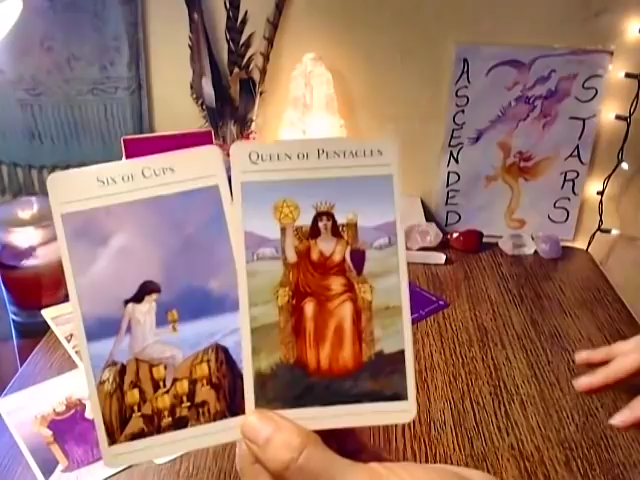 SIX OF CUPS
QUEEN OF PENTACLES
ASCENDED
STARS